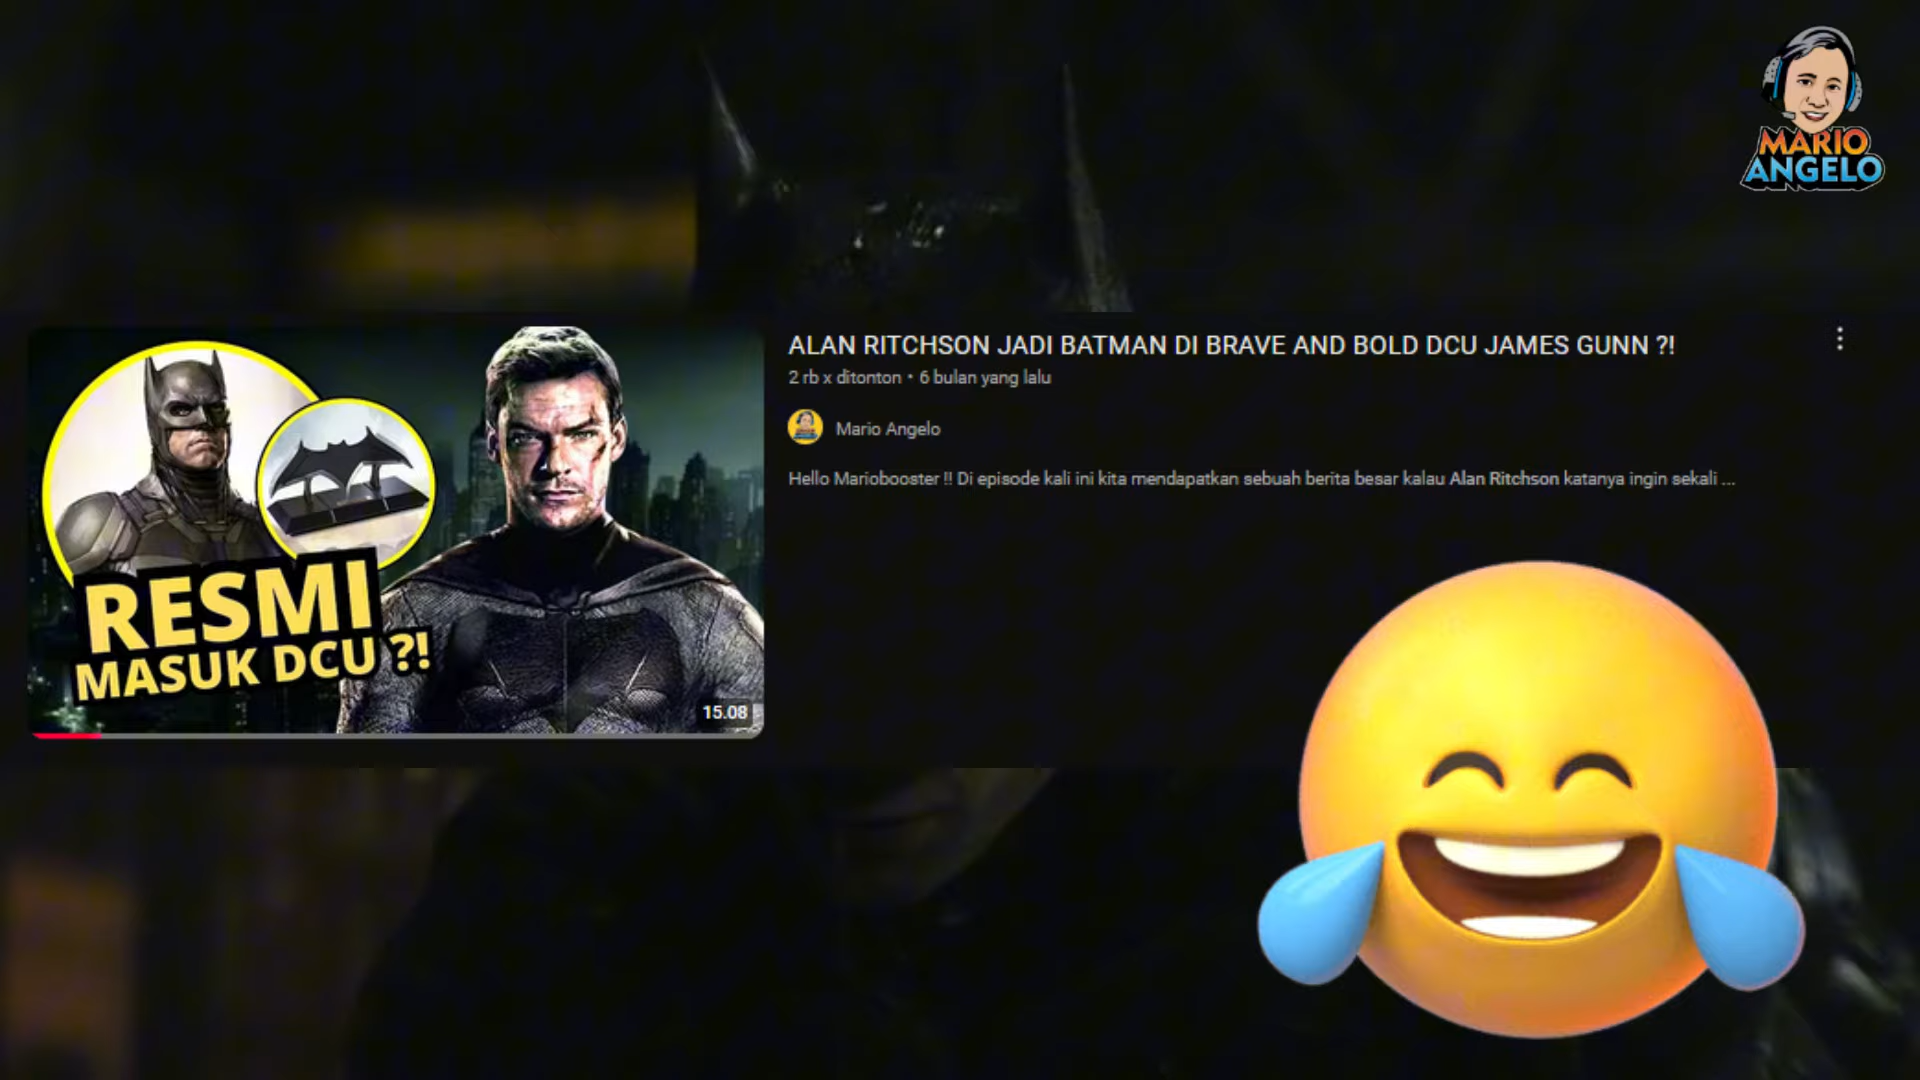 MARIO
ANGELO
RESMI
MASUK DCU ?!
15.08
ALAN RITCHSON JADI BATMAN DI BRAVE AND BOLD DCU JAMES GUNN ?!
2 rb x ditonton • 6 bulan yang lalu
Mario Angelo
Hello Mariobooster !! Di episode kali ini kita mendapatkan sebuah berita besar kalau Alan Ritchson katanya ingin sekali ...